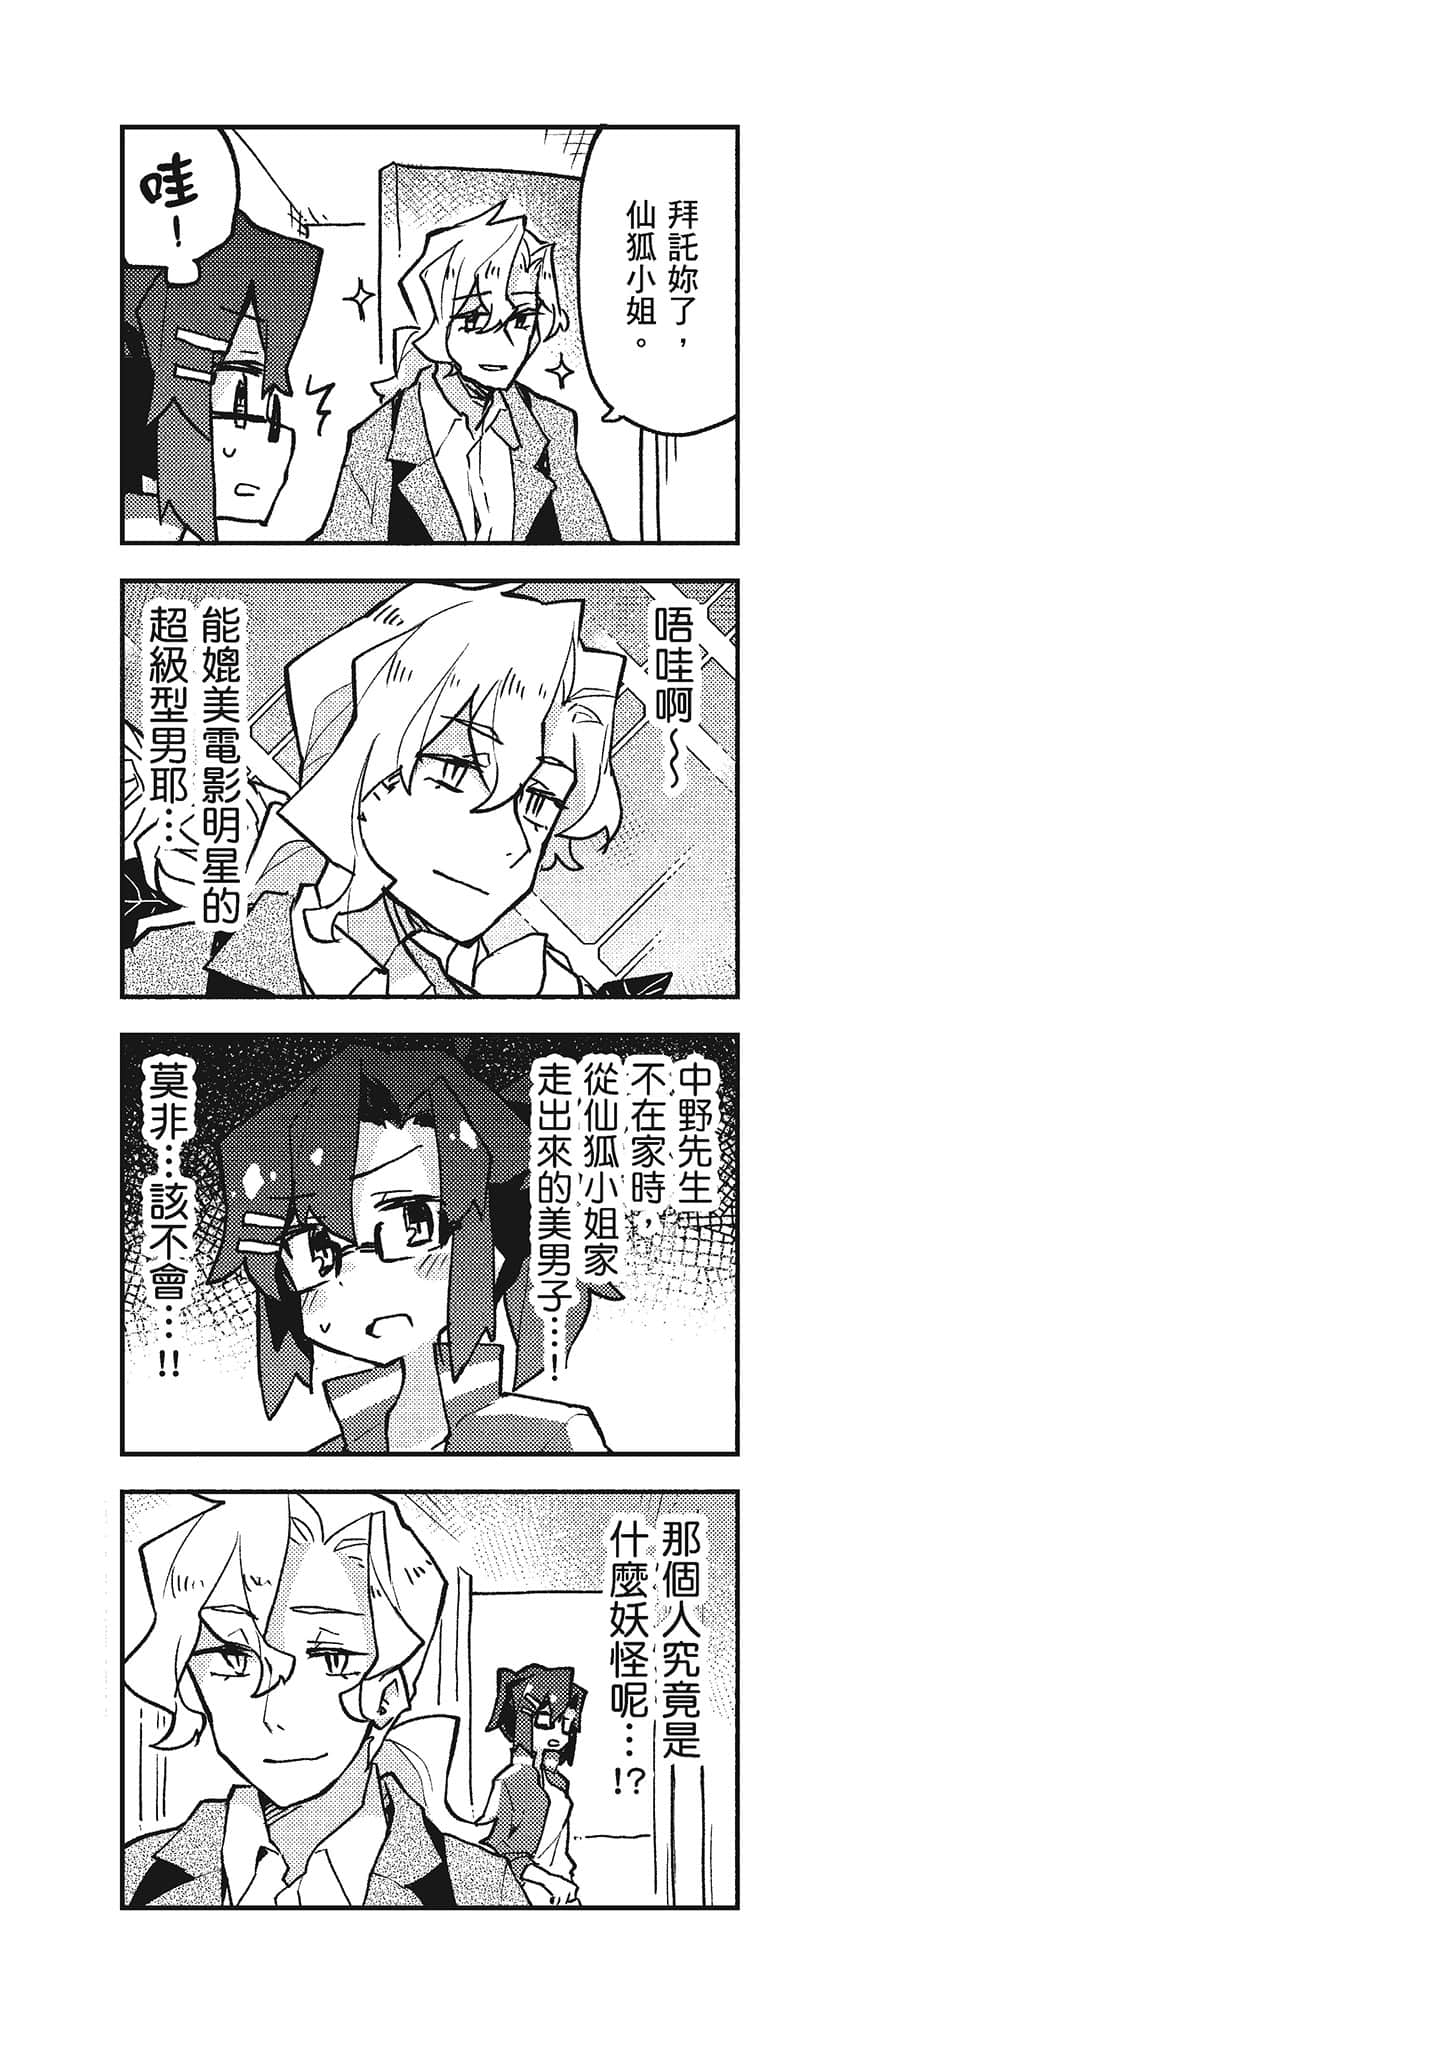 拜託妳了，
仙狐小姐。
哇！
唔哇啊～
能媲美電影明星的
超級型男耶…
中野先生
不在家時，
從仙狐小姐家
走出來的美男子…！
莫非…該不會…!!
那個人究竟是
什麼妖怪呢…!?